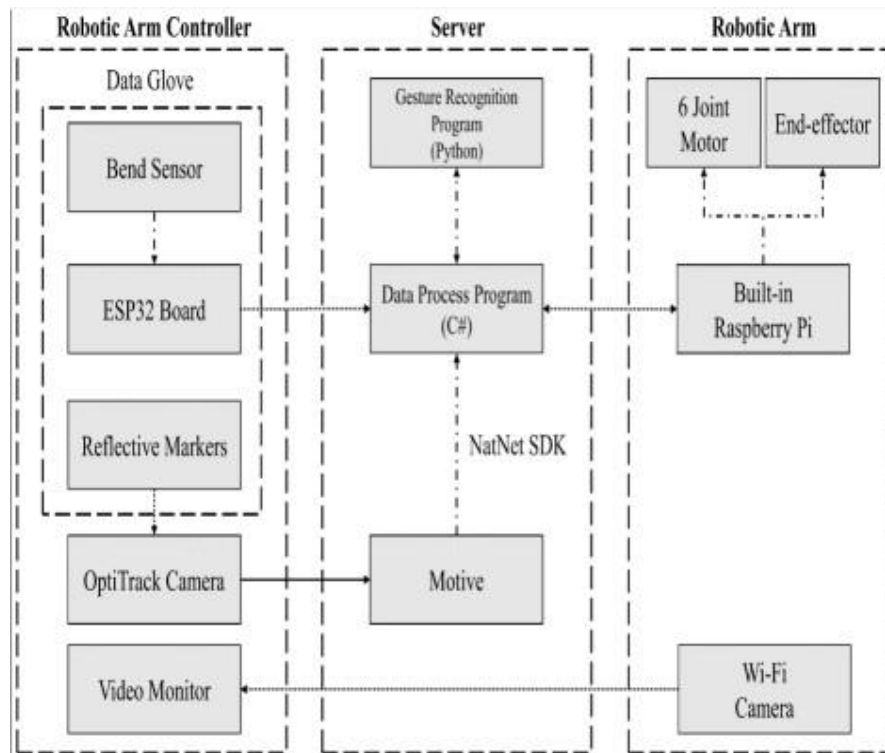 Robotic Arm Controller
Server
Robotic Arm
Data Glove
Bend Sensor
ESP32 Board
Reflective Markers
OptiTrack Camera
Video Monitor
Gesture Recognition
Program
(Python)
Data Process Program
(C#)
NatNet SDK
Motive
6 Joint
Motor
End-effector
Built-in
Raspberry Pi
Wi-Fi
Camera